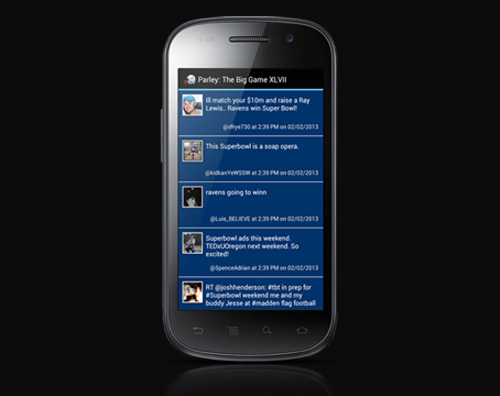 Parley: The Big Game XLVII
Ill match your $10m and raise a Ray
Lewis.. Ravens win Super Bowl!
@dfrye730 at 2:39 PM on 02/02/2013
This Superbowl is a soap opera.
@kidkanYeWSSW at 2:39 PM on 02/02/2013
ravens going to winn
@Luis_BELIEVE at 2:39 PM on 02/02/2013
Superbowl ads this weekend.
TEDxUOregon next weekend. So
excited!
@SpenceAdrian at 2:39 PM on 02/02/2013
RT @joshhenderson: #tbt in prep for
#Superbowl weekend me and my
buddy Jesse at #madden flag football